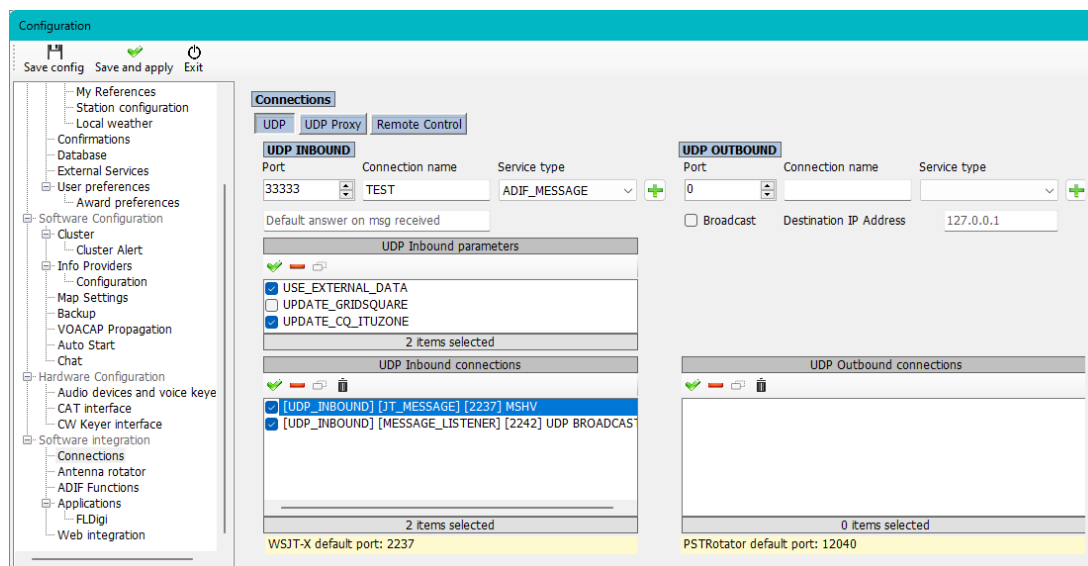 Configuration
Save config Save and apply Exit
My References
Station configuration
Local weather
Confirmations
Database
External Services
User preferences
Award preferences
Software Configuration
Cluster
Cluster Alert
Info Providers
Configuration
Map Settings
Backup
VOACAP Propagation
Auto Start
Chat
Hardware Configuration
Audio devices and voice keye
CAT interface
CW Keyer interface
Software integration
Connections
Antenna rotator
ADIF Functions
Applications
FLDigi
Web integration
Connections
UDP UDP Proxy Remote Control
UDP INBOUND
Port Connection name Service type
33333 TEST ADIF_MESSAGE
Default answer on msg received
UDP Inbound parameters
USE_EXTERNAL_DATA
UPDATE_GRIDSQUARE
UPDATE_CQ_ITUZONE
2 items selected
UDP Inbound connections
[UDP_INBOUND] [JT_MESSAGE] [2237] MSHV
[UDP_INBOUND] [MESSAGE_LISTENER] [2242] UDP BROADCAST
2 items selected
WSJT-X default port: 2237
UDP OUTBOUND
Port Connection name Service type
0
Broadcast Destination IP Address 127.0.0.1
UDP Outbound connections
0 items selected
PSTRotator default port: 12040